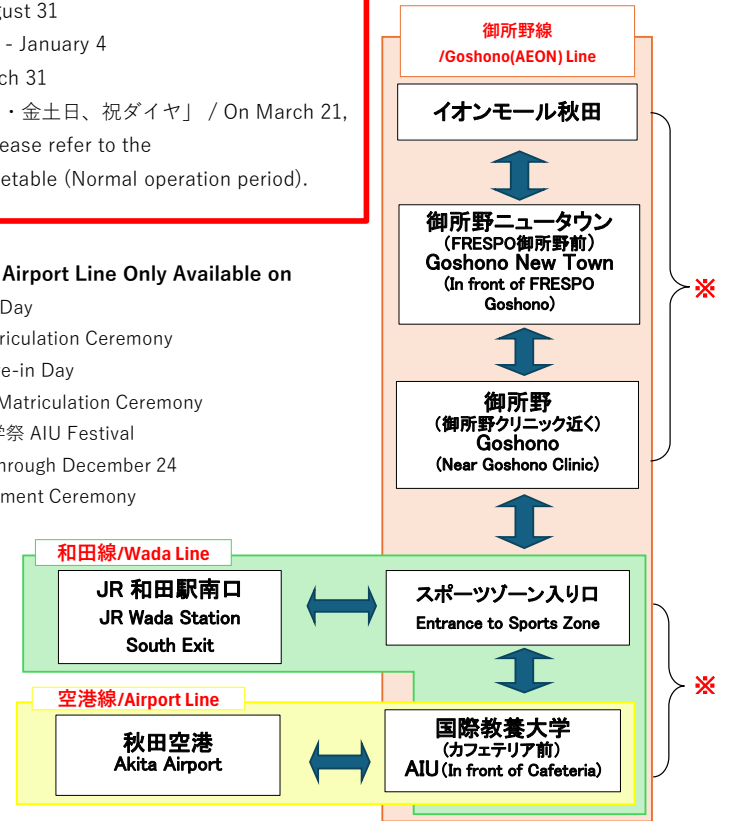 gust 31
- January 4
ch 31
・金土日、祝ダイヤ」 / On March 21,
ease refer to the
etable (Normal operation period).
Airport Line Only Available on
Day
riculation Ceremony
e-in Day
Matriculation Ceremony
学祭 AIU Festival
hrough December 24
ment Ceremony
御所野線
/Goshono(AEON) Line
イオンモール秋田
御所野ニュータウン
(FRESPO御所野前)
Goshono New Town
(In front of FRESPO
Goshono)
※
御所野
(御所野クリニック近く)
Goshono
(Near Goshono Clinic)
和田線/Wada Line
JR 和田駅南口
JR Wada Station
South Exit
スポーツゾーン入り口
Entrance to Sports Zone
※
空港線/Airport Line
秋田空港
Akita Airport
国際教養大学
(カフェテリア前)
AIU(In front of Cafeteria)